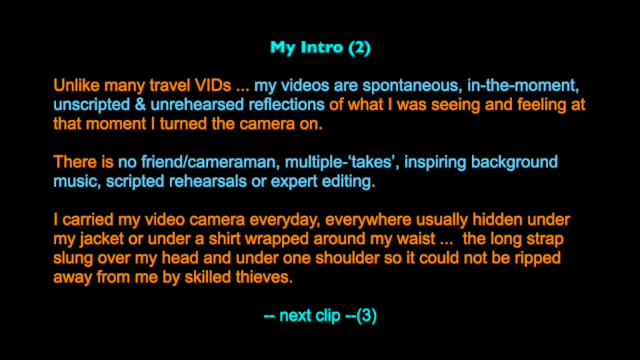 My Intro (2)
Unlike many travel VIDs ... my videos are spontaneous, in-the-moment,
unscripted & unrehearsed reflections of what I was seeing and feeling at
that moment I turned the camera on.
There is no friend/cameraman, multiple-‘takes’, inspiring background
music, scripted rehearsals or expert editing.
I carried my video camera everyday, everywhere usually hidden under
my jacket or under a shirt wrapped around my waist ... the long strap
slung over my head and under one shoulder so it could not be ripped
away from me by skilled thieves.
-- next clip --(3)